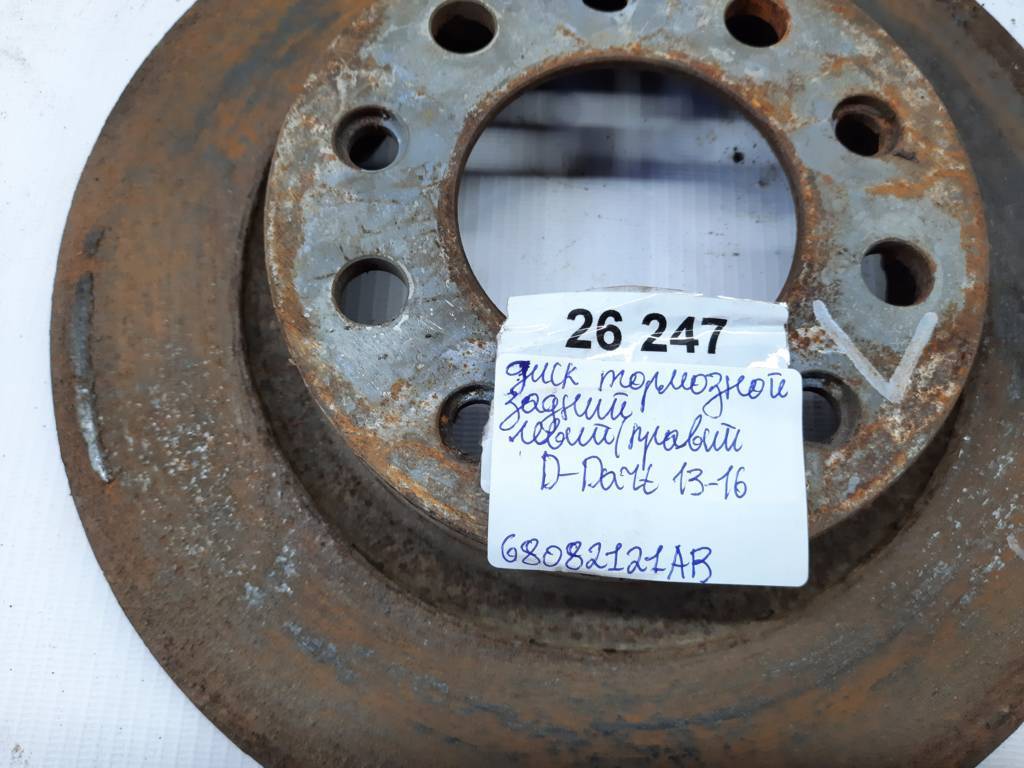 26 247
диск тормозной
задний
левый/правый
D-Dart 13-16
68082121AB